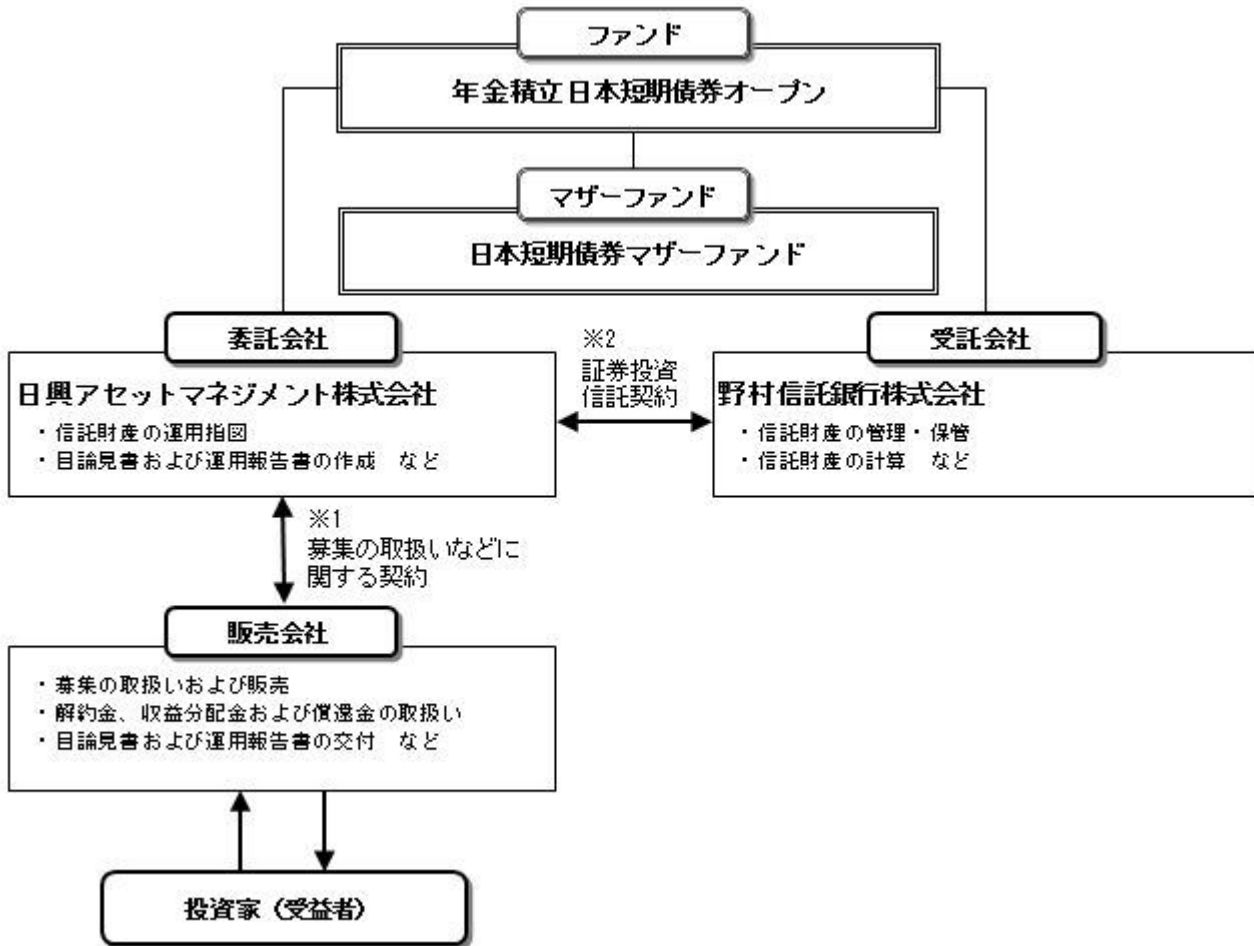 ファンド
年金積立日本短期債券オープン
マザーファンド
日本短期債券マザーファンド
委託会社
日興アセットマネジメント株式会社
・信託財産の運用指図
・目論見書および運用報告書の作成　など
※2
証券投資
信託契約
受託会社
野村信託銀行株式会社
・信託財産の管理・保管
・信託財産の計算　など
※1
募集の取扱いなどに
関する契約
販売会社
・募集の取扱いおよび販売
・解約金、収益分配金および償還金の取扱い
・目論見書および運用報告書の交付　など
投資家（受益者）